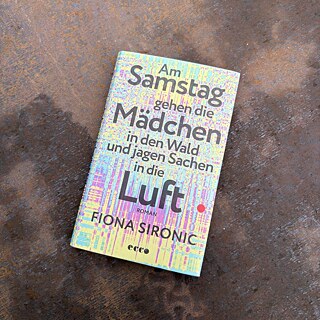 Am
Samstag
gehen die
Mädchen
in den Wald
und jagen Sachen
in die
Luft
ROMAN
FIONA SIRONIC
ecco